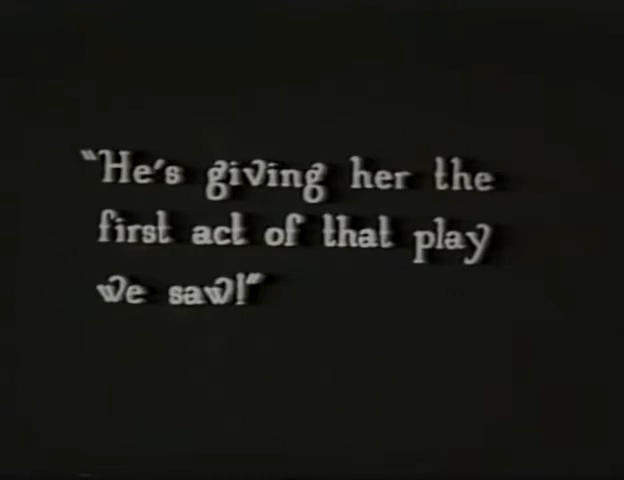 "He's giving her the
first act of that play
we saw!"